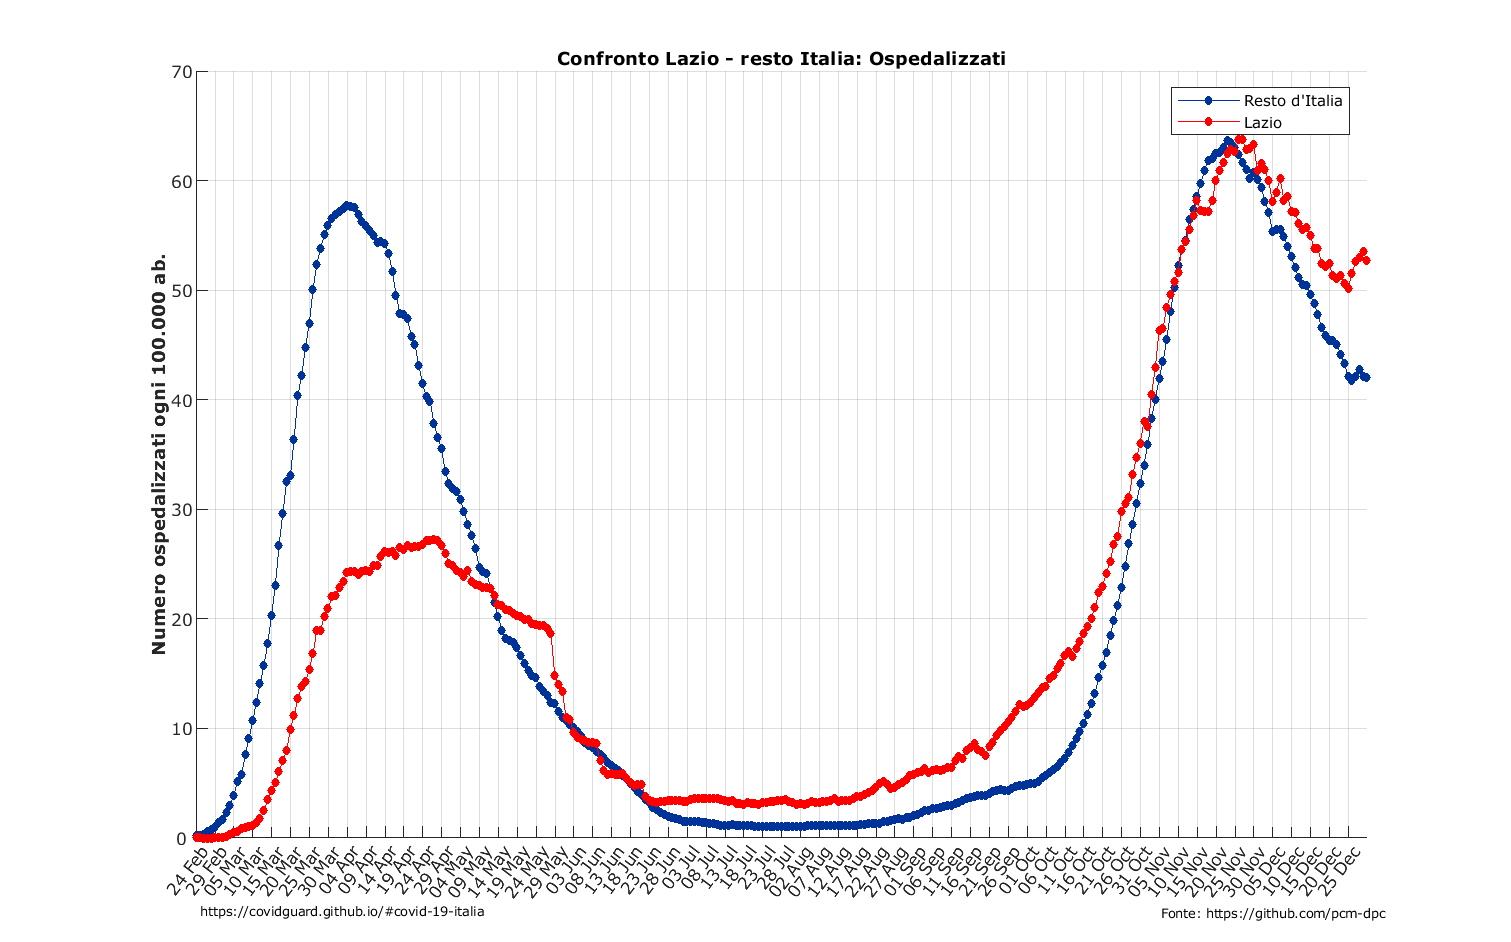 Confronto Lazio - resto Italia: Ospedalizzati
Resto d'Italia
Lazio
Numero ospedalizzati ogni 100.000 ab.
70
60
50
40
30
20
10
0
24 Feb
29 Feb
05 Mar
10 Mar
15 Mar
20 Mar
25 Mar
30 Mar
04 Apr
09 Apr
14 Apr
19 Apr
24 Apr
29 Apr
04 May
09 May
14 May
19 May
24 May
29 May
03 Jun
08 Jun
13 Jun
18 Jun
23 Jun
28 Jun
03 Jul
08 Jul
13 Jul
18 Jul
23 Jul
28 Jul
02 Aug
07 Aug
12 Aug
17 Aug
22 Aug
27 Aug
01 Sep
06 Sep
11 Sep
16 Sep
21 Sep
26 Sep
01 Oct
06 Oct
11 Oct
16 Oct
21 Oct
26 Oct
31 Oct
05 Nov
10 Nov
15 Nov
20 Nov
25 Nov
30 Nov
05 Dec
10 Dec
15 Dec
20 Dec
25 Dec
https://covidguard.github.io/#covid-19-italia
Fonte: https://github.com/pcm-dpc